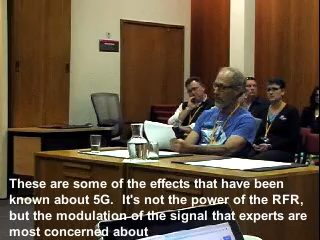 These are some of the effects that have been
known about 5G. It's not the power of the RFR,
but the modulation of the signal that experts are
most concerned about